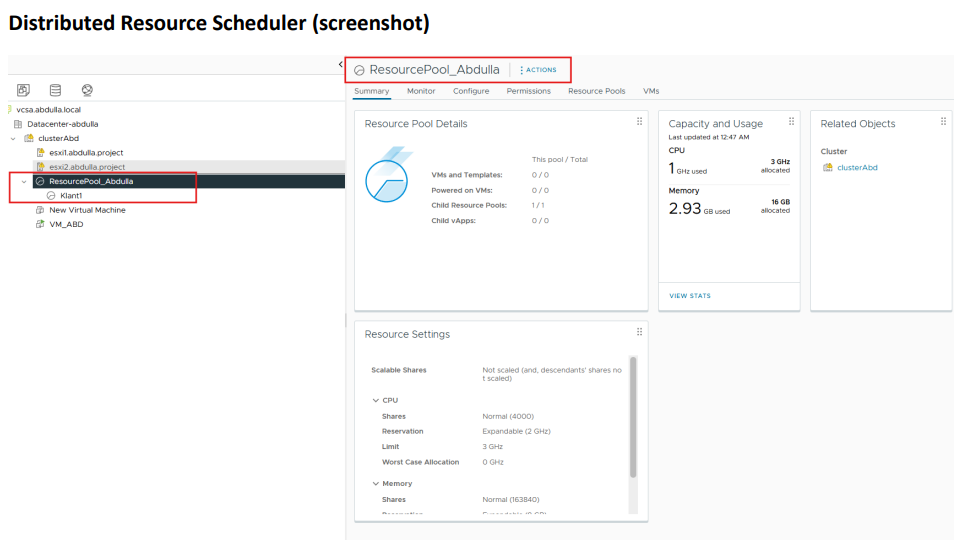 Distributed Resource Scheduler (screenshot)
vcsa.abdulla.local
Datacenter-abdulla
clusterAbd
esxi1.abdulla.project
esxi2.abdulla.project
ResourcePool_Abdulla
Klant1
New Virtual Machine
VM_ABD
ResourcePool_Abdulla ACTIONS
Summary Monitor Configure Permissions Resource Pools VMs
Resource Pool Details
This pool / Total
VMs and Templates: 0 / 0
Powered on VMs: 0 / 0
Child Resource Pools: 1 / 1
Child vApps: 0 / 0
Capacity and Usage
Last updated at 12:47 AM
CPU
1 GHz used 3 GHz allocated
Memory
2.93 GB used 16 GB allocated
VIEW STATS
Related Objects
Cluster
clusterAbd
Resource Settings
Scalable Shares Not scaled (and, descendants' shares no
t scaled)
CPU
Shares Normal (4000)
Reservation Expandable (2 GHz)
Limit 3 GHz
Worst Case Allocation 0 GHz
Memory
Shares Normal (163840)